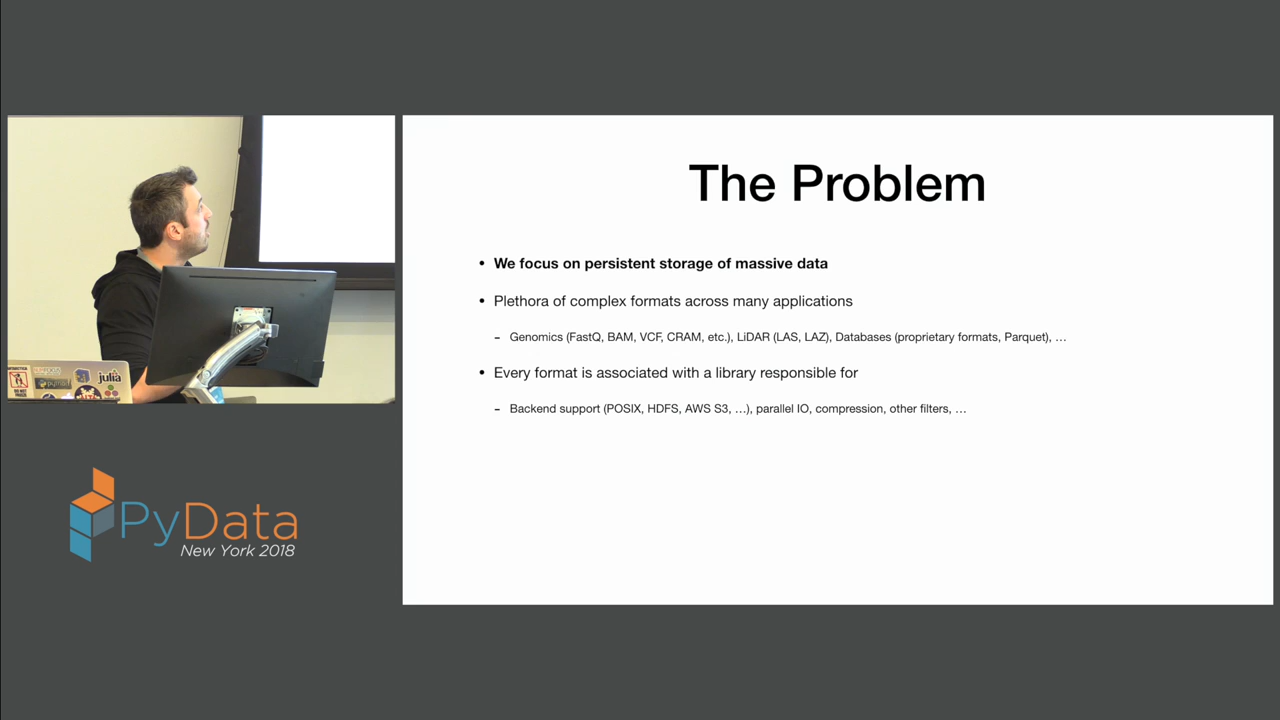 The Problem
• We focus on persistent storage of massive data
• Plethora of complex formats across many applications
– Genomics (FastQ, BAM, VCF, CRAM, etc.), LiDAR (LAS, LAZ), Databases (proprietary formats, Parquet), …
• Every format is associated with a library responsible for
– Backend support (POSIX, HDFS, AWS S3, …), parallel IO, compression, other filters, …
julia
PyData
New York 2018